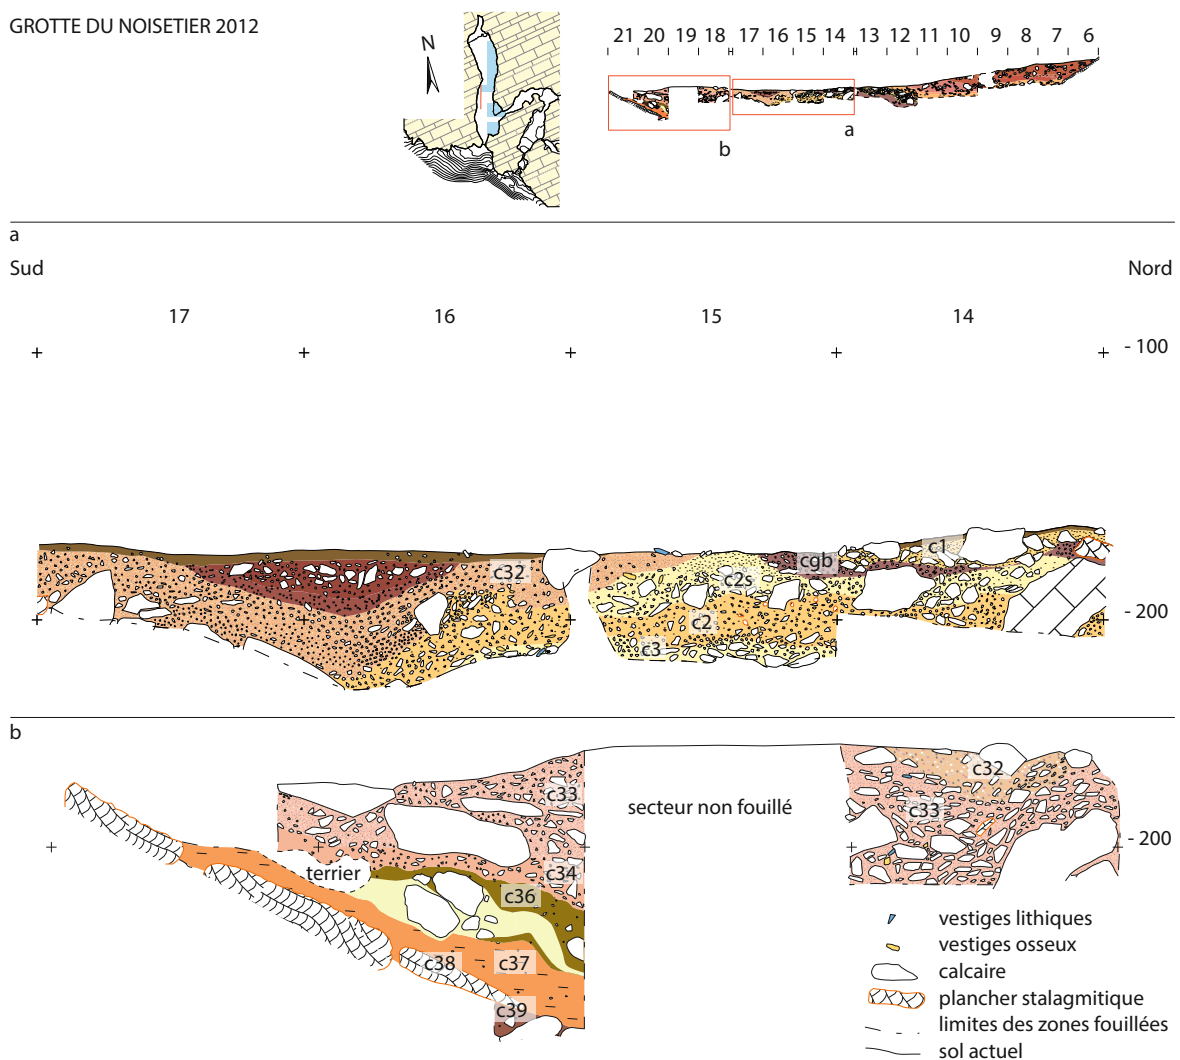 GROTTE DU NOISETIER 2012
N
21 20 19 18 17 16 15 14 13 12 11 10 9 8 7 6
a
b
a
Sud
Nord
17 16 15 14
- 100
c1
cgb
c32
c2s
- 200
c2
c3
b
c32
c33
secteur non fouillé
c33
- 200
terrier
c34
c36
c38
c37
c39
vestiges lithiques
vestiges osseux
calcaire
plancher stalagmitique
limites des zones fouillées
sol actuel